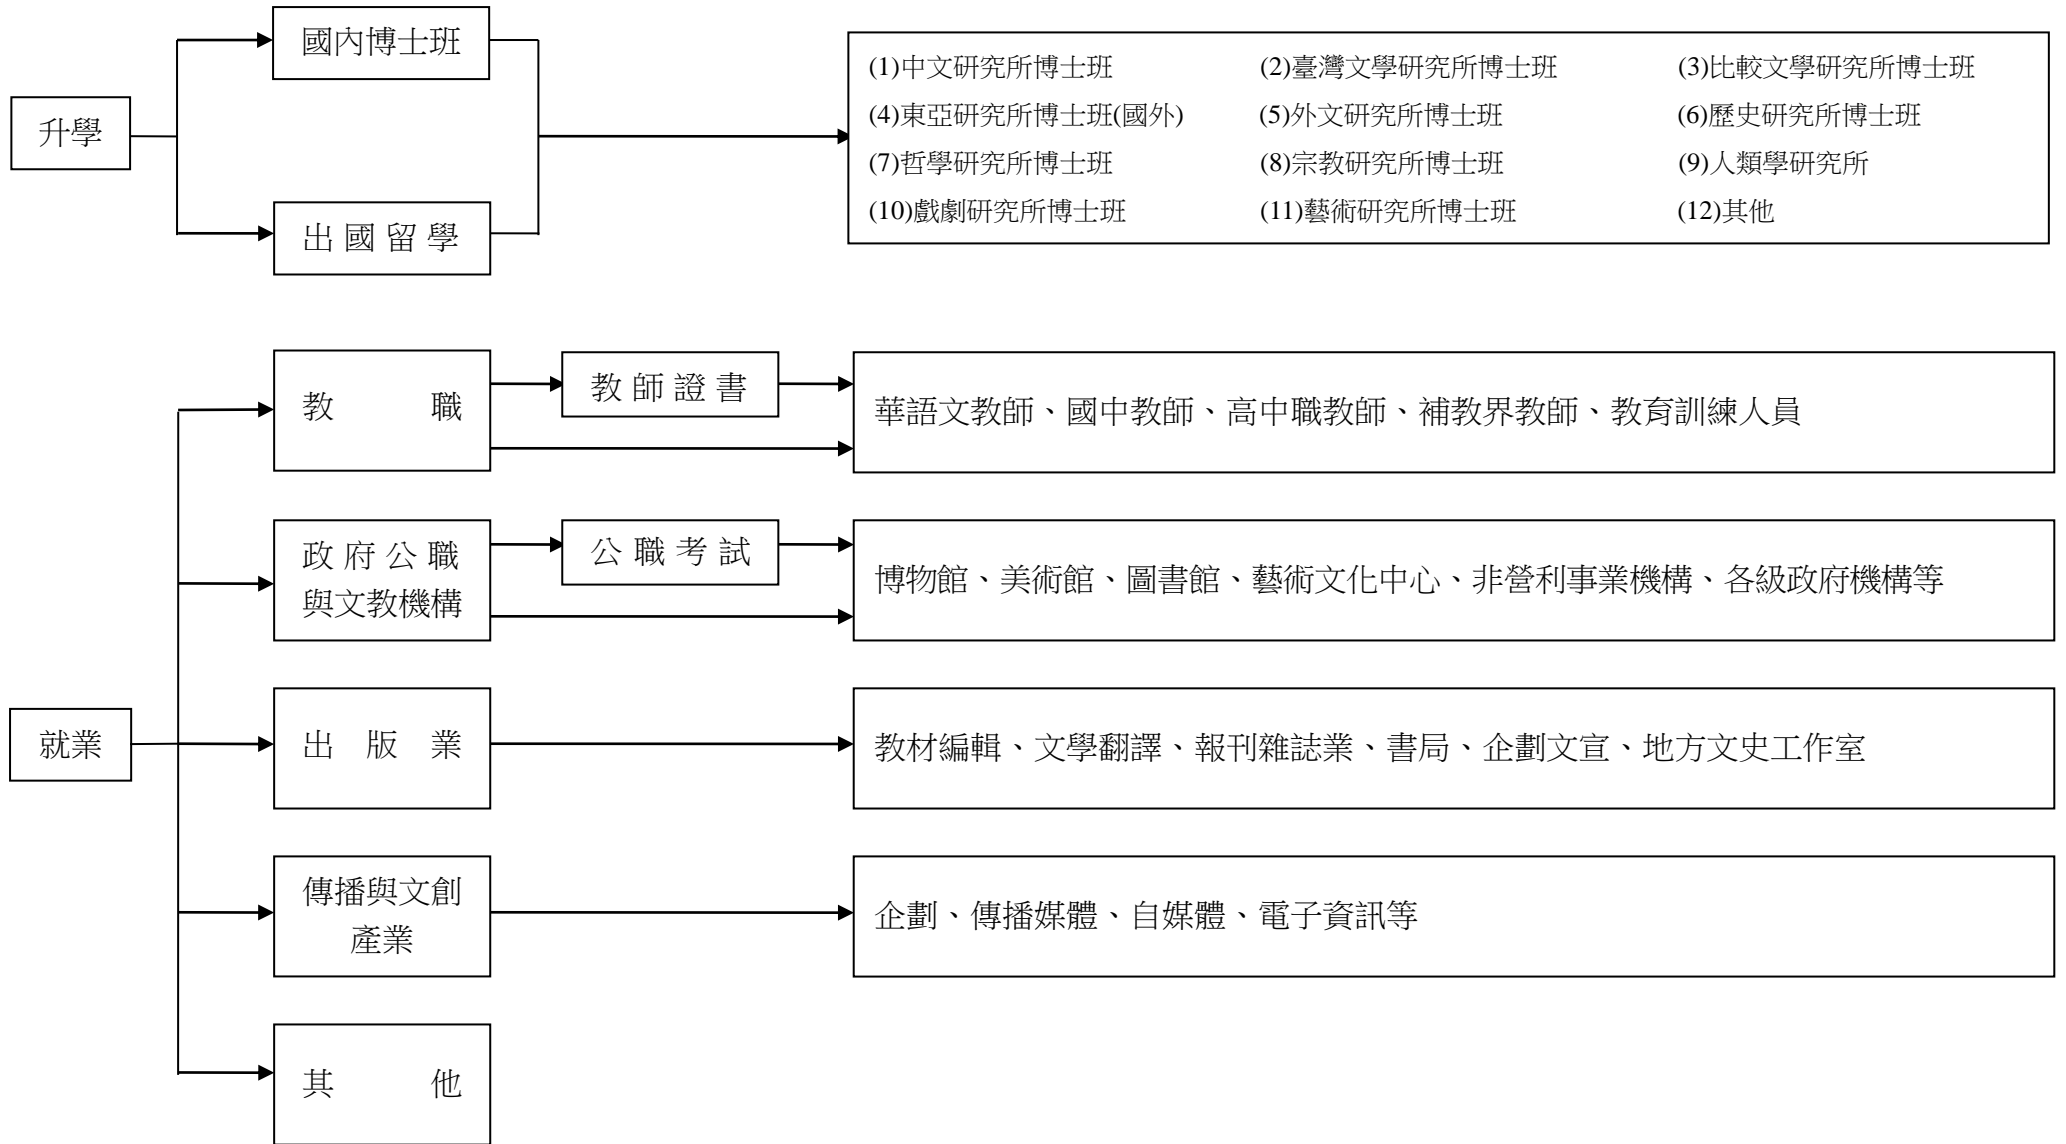 升學
國內博士班
出國留學
(1)中文研究所博士班 (2)臺灣文學研究所博士班 (3)比較文學研究所博士班
(4)東亞研究所博士班(國外) (5)外文研究所博士班 (6)歷史研究所博士班
(7)哲學研究所博士班 (8)宗教研究所博士班 (9)人類學研究所
(10)戲劇研究所博士班 (11)藝術研究所博士班 (12)其他
就業
教職
教師證書
華語文教師、國中教師、高中職教師、補教界教師、教育訓練人員
政府公職
與文教機構
公職考試
博物館、美術館、圖書館、藝術文化中心、非營利事業機構、各級政府機構等
出版業
教材編輯、文學翻譯、報刊雜誌業、書局、企劃文宣、地方文史工作室
傳播與文創
產業
企劃、傳播媒體、自媒體、電子資訊等
其他